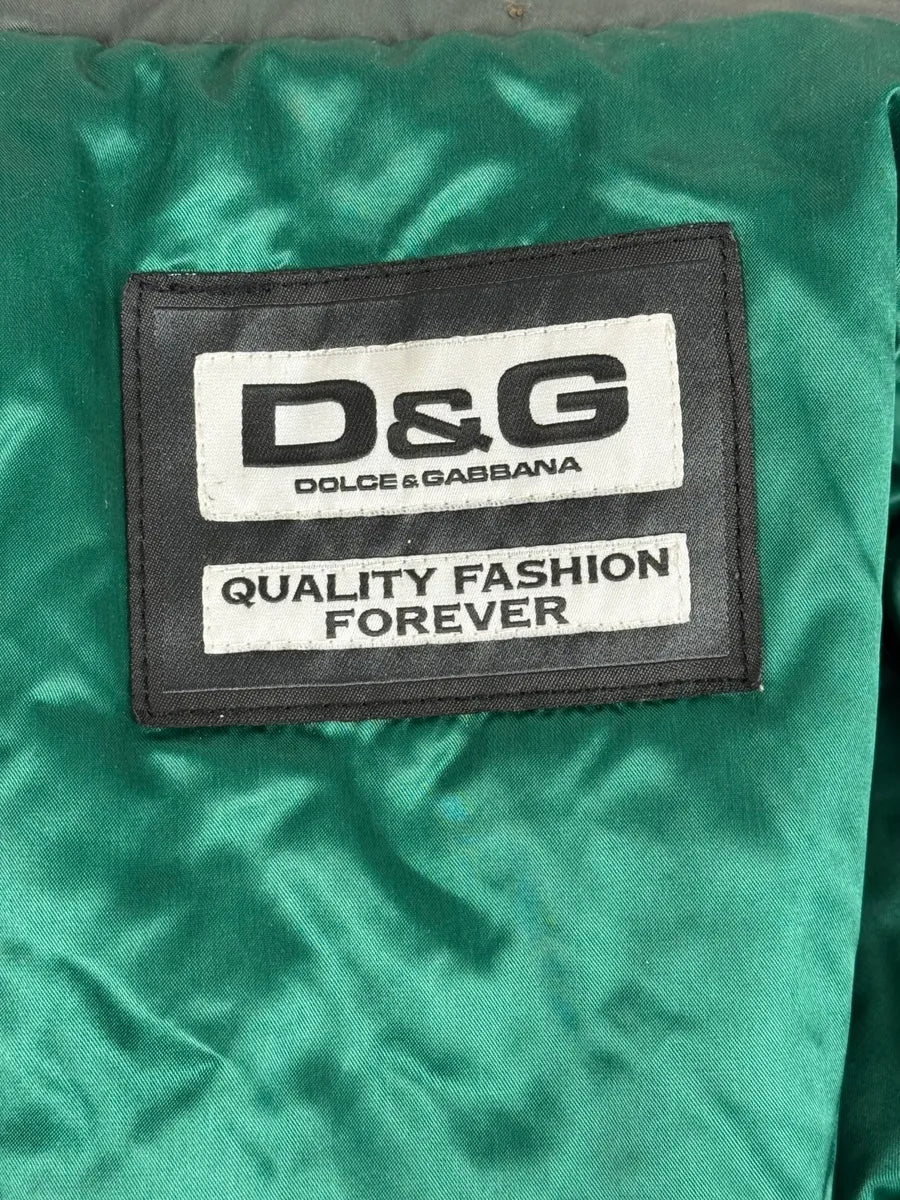 D&G
DOLCE & GABBANA
QUALITY FASHION
FOREVER